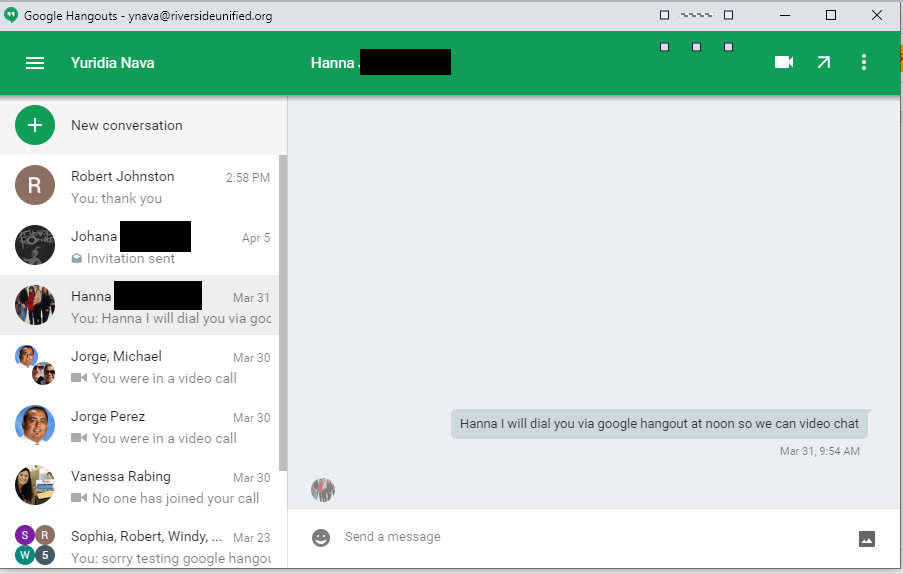 Google Hangouts - ynava@riversideunified.org
Yuridia Nava
Hanna
New conversation
R
Robert Johnston
2:58 PM
You: thank you
Johana
Apr 5
Invitation sent
Hanna
Mar 31
You: Hanna I will dial you via goo
Jorge, Michael
Mar 30
You were in a video call
Jorge Perez
Mar 30
You were in a video call
Vanessa Rabing
Mar 30
No one has joined your call
S R
W 5
Sophia, Robert, Windy, ...
Mar 23
You: sorry testing google hangou
Hanna I will dial you via google hangout at noon so we can video chat
Mar 31, 9:54 AM
Send a message